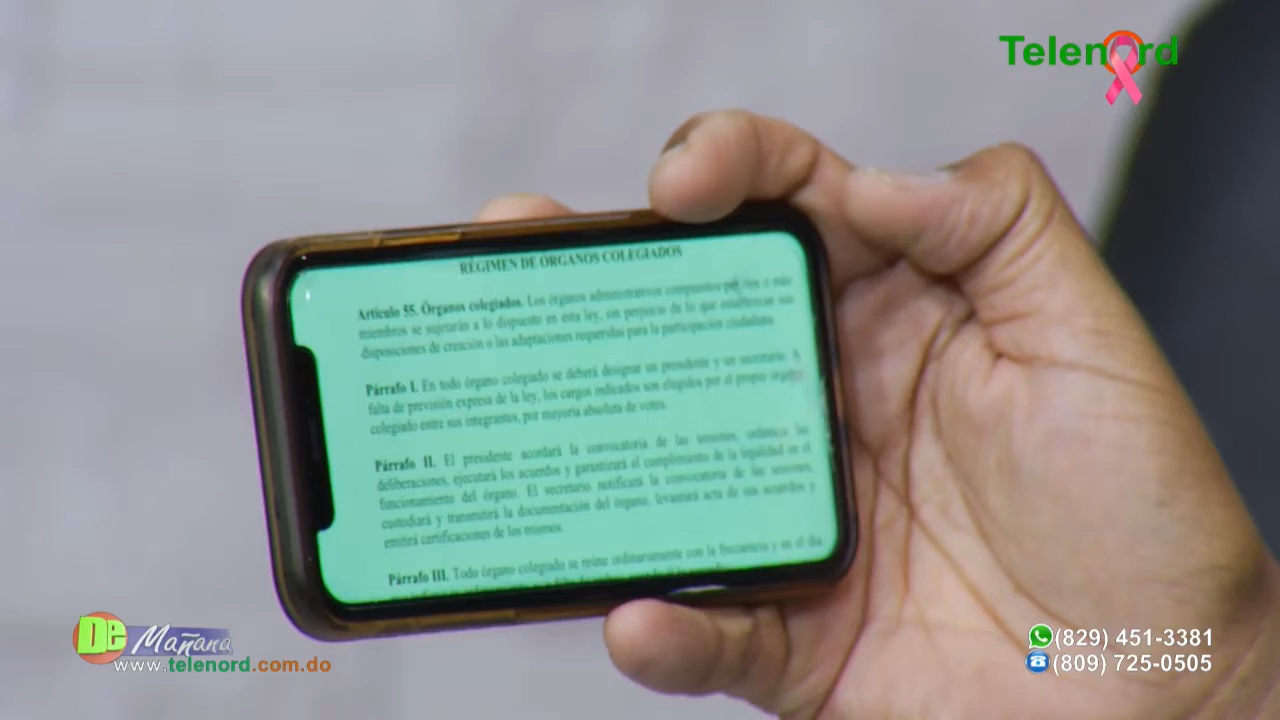 Telenord
RÉGIMEN DE ÓRGANOS COLEGIADOS
Artículo 55. Órganos colegiados. Los órganos administrativos compuestos por tres o más
miembros se sujetarán a lo dispuesto en esta ley, sin perjuicio de lo que establezcan sus
disposiciones de creación o las adaptaciones requeridas para la participación ciudadana.
Párrafo I. En todo órgano colegiado se deberá designar un presidente y un secretario. A
falta de previsión expresa de la ley, los cargos indicados son elegidos por el propio órgano
colegiado entre sus integrantes, por mayoría absoluta de votos.
Párrafo II. El presidente acordará la convocatoria de las sesiones, ordenará las
deliberaciones, ejecutará los acuerdos y garantizará el cumplimiento de la legalidad en el
funcionamiento del órgano. El secretario notificará la convocatoria de las sesiones,
custodiará y transmitirá la documentación del órgano, levantará acta de sus acuerdos y
emitirá certificaciones de los mismos.
Párrafo III. Todo órgano colegiado se reúne ordinariamente con la frecuencia y en el día
De Mañana
www.telenord.com.do
(829) 451-3381
(809) 725-0505